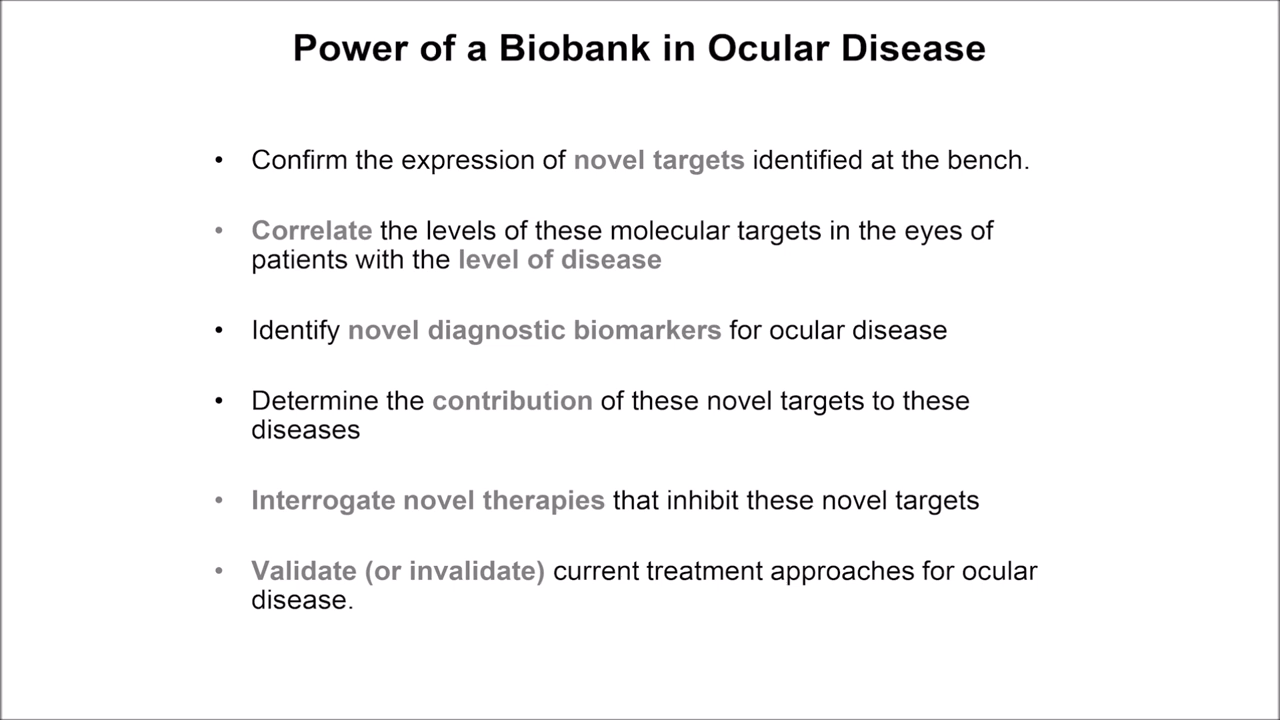 Power of a Biobank in Ocular Disease
• Confirm the expression of novel targets identified at the bench.
• Correlate the levels of these molecular targets in the eyes of
patients with the level of disease
• Identify novel diagnostic biomarkers for ocular disease
• Determine the contribution of these novel targets to these
diseases
• Interrogate novel therapies that inhibit these novel targets
• Validate (or invalidate) current treatment approaches for ocular
disease.